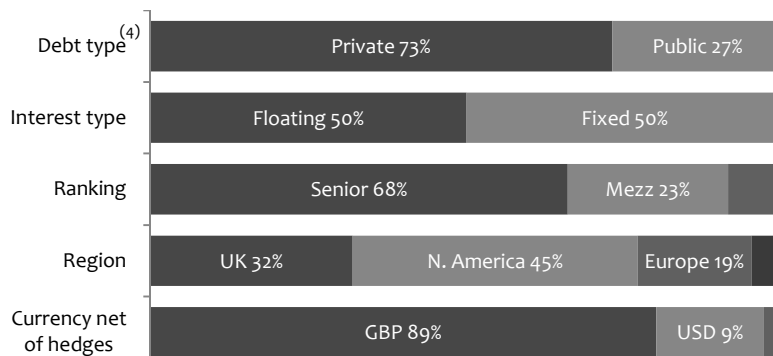 Debt type(4) Private 73% Public 27%
Interest type Floating 50% Fixed 50%
Ranking Senior 68% Mezz 23%
Region UK 32% N. America 45% Europe 19%
Currency net
of hedges GBP 89% USD 9%